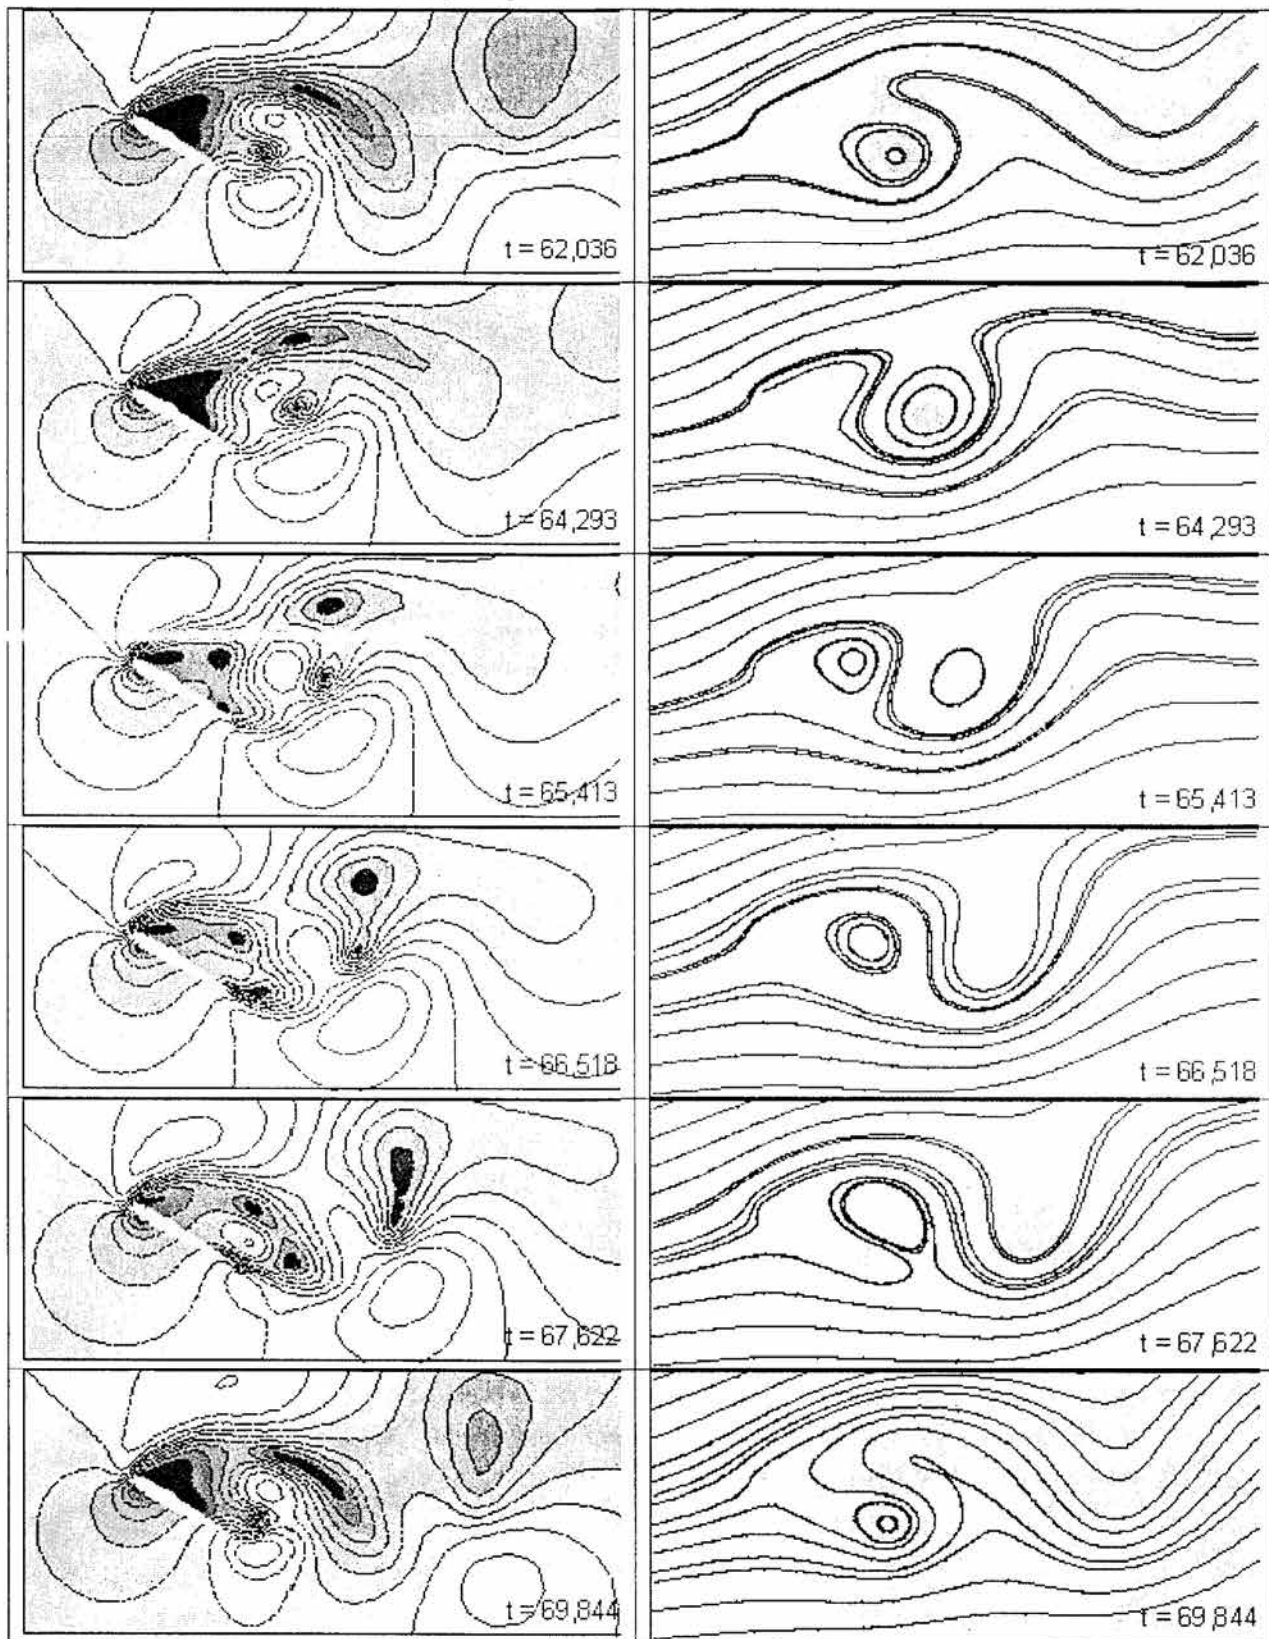 t = 62,036
t = 62,036
t = 64,293
t = 64,293
t = 65,413
t = 65,413
t = 66,518
t = 66,518
t = 67,622
t = 67,622
t = 69,844
t = 69,844